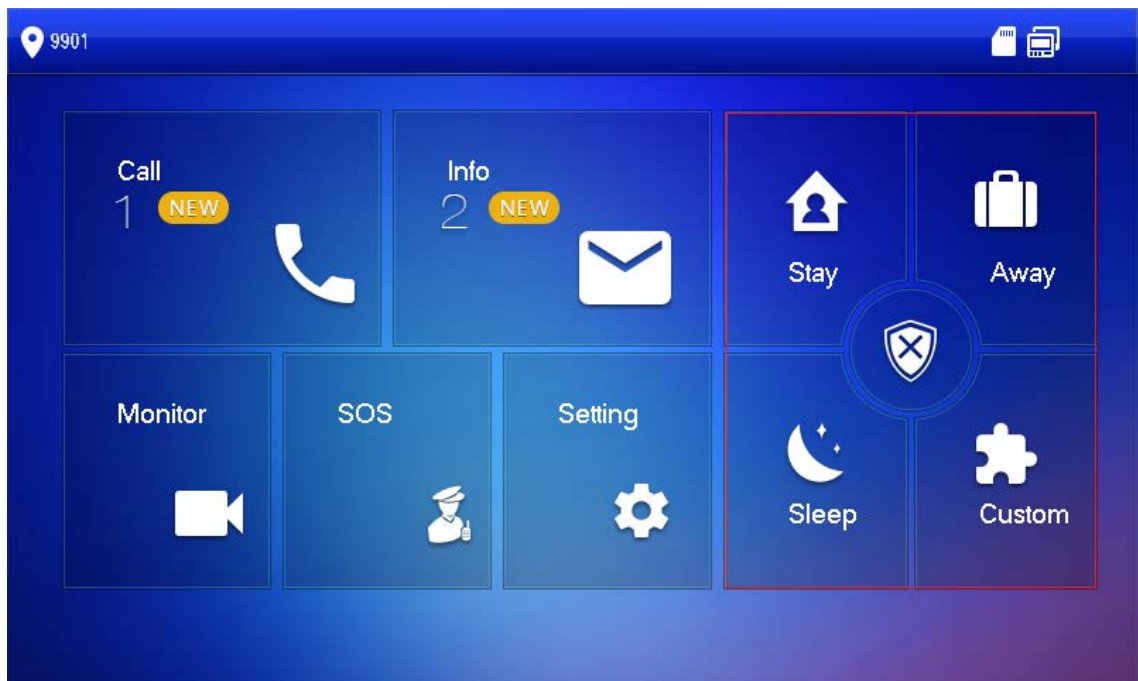 9901
Call
1 NEW
Info
2 NEW
Stay
Away
Monitor
SOS
Setting
Sleep
Custom